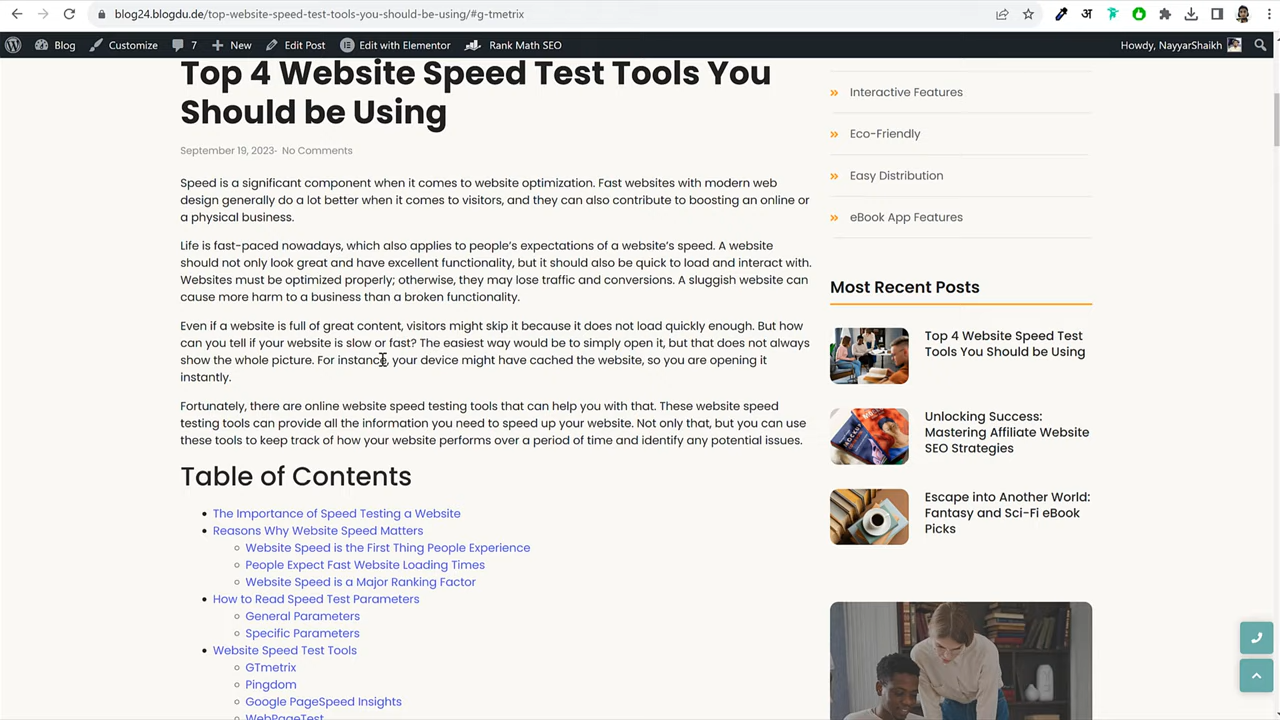 blog24.blogdu.de/top-website-speed-test-tools-you-should-be-using/#g-tmetrix
अ
Blog
Customize
7
New
Edit Post
Edit with Elementor
Rank Math SEO
Howdy, NayyarShaikh
Top 4 Website Speed Test Tools You
Should be Using
September 19, 2023- No Comments
Speed is a significant component when it comes to website optimization. Fast websites with modern web
design generally do a lot better when it comes to visitors, and they can also contribute to boosting an online or
a physical business.
Life is fast-paced nowadays, which also applies to people’s expectations of a website’s speed. A website
should not only look great and have excellent functionality, but it should also be quick to load and interact with.
Websites must be optimized properly; otherwise, they may lose traffic and conversions. A sluggish website can
cause more harm to a business than a broken functionality.
Even if a website is full of great content, visitors might skip it because it does not load quickly enough. But how
can you tell if your website is slow or fast? The easiest way would be to simply open it, but that does not always
show the whole picture. For instance, your device might have cached the website, so you are opening it
instantly.
Fortunately, there are online website speed testing tools that can help you with that. These website speed
testing tools can provide all the information you need to speed up your website. Not only that, but you can use
these tools to keep track of how your website performs over a period of time and identify any potential issues.
Table of Contents
The Importance of Speed Testing a Website
Reasons Why Website Speed Matters
Website Speed is the First Thing People Experience
People Expect Fast Website Loading Times
Website Speed is a Major Ranking Factor
How to Read Speed Test Parameters
General Parameters
Specific Parameters
Website Speed Test Tools
GTmetrix
Pingdom
Google PageSpeed Insights
WebPageTest
Interactive Features
Eco-Friendly
Easy Distribution
eBook App Features
Most Recent Posts
Top 4 Website Speed Test
Tools You Should be Using
Unlocking Success:
Mastering Affiliate Website
SEO Strategies
Escape into Another World:
Fantasy and Sci-Fi eBook
Picks